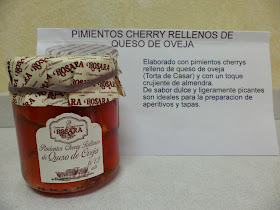 PIMIENTOS CHERRY RELLENOS DE
QUESO DE OVEJA
Elaborado con pimientos cherrys
relleno de queso de oveja
(Torta de Casar) y con un toque
crujiente de almendra.
De sabor dulce y ligeramente picantes
son ideales para la preparacion de
aperitivos y tapas.
ROSARA
ROSARA
ROSARA
Pimientos Cherry Rellenos
de Queso de Oveja